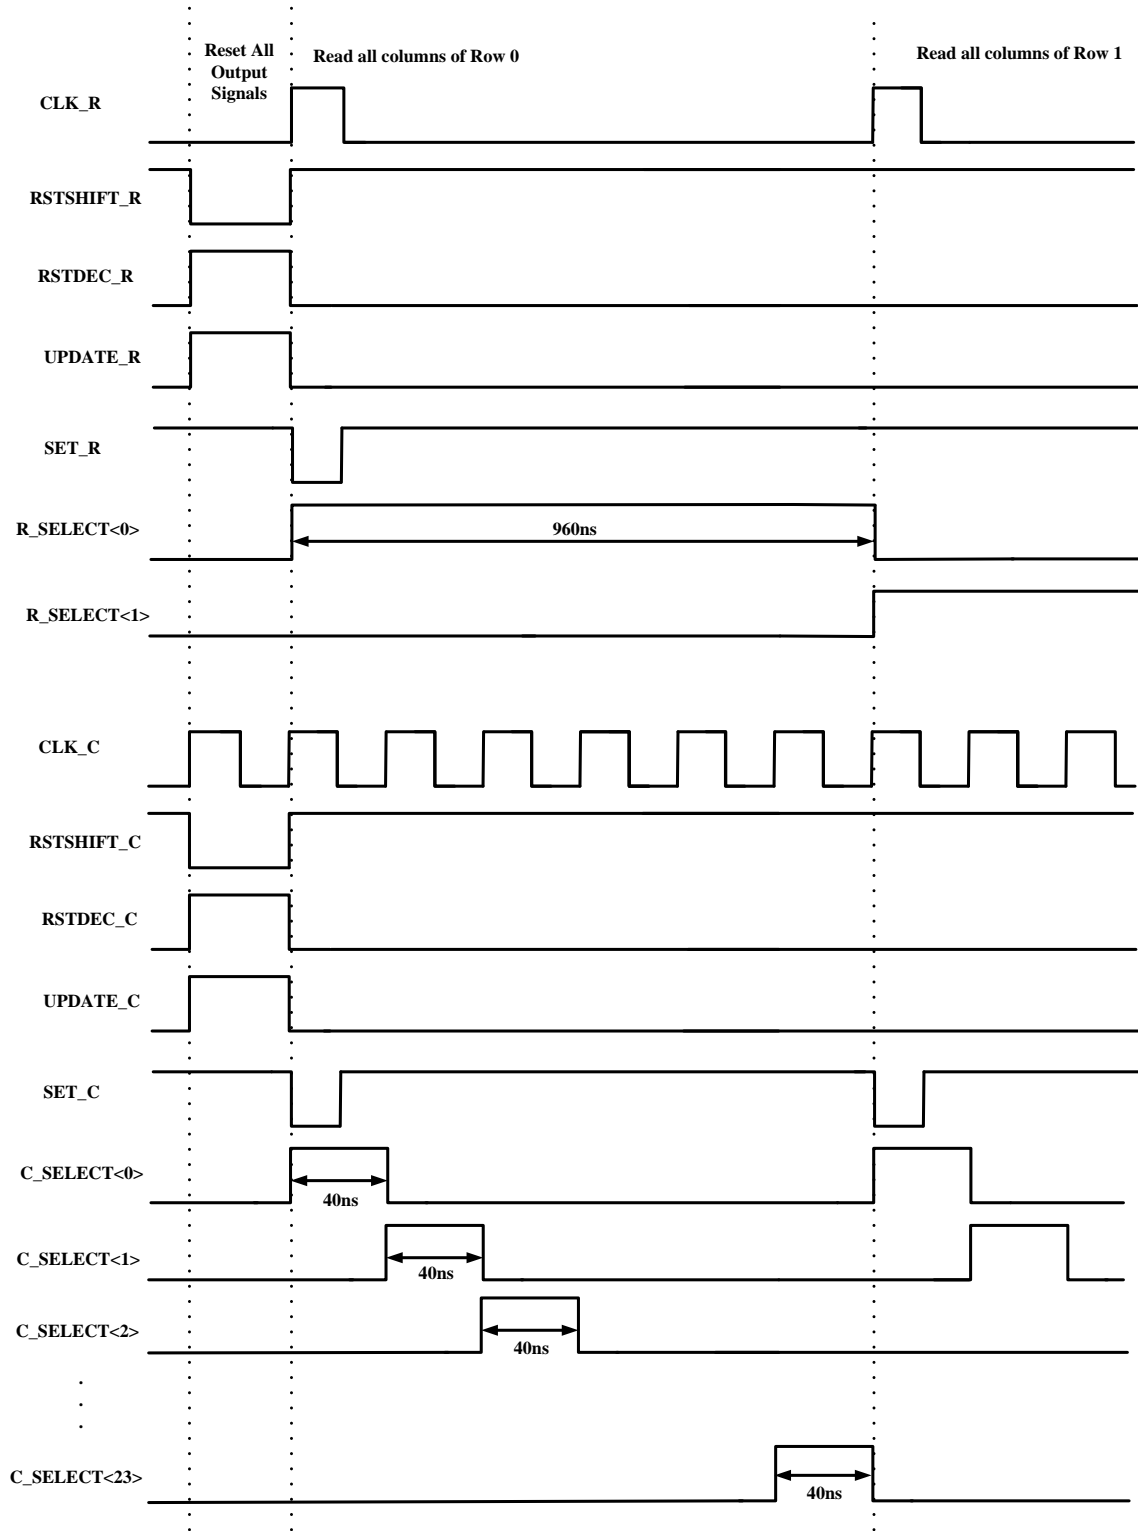 Reset All
Output
Signals
Read all columns of Row 0
Read all columns of Row 1
CLK_R
RSTSHIFT_R
RSTDEC_R
UPDATE_R
SET_R
R_SELECT<0>
960ns
R_SELECT<1>
CLK_C
RSTSHIFT_C
RSTDEC_C
UPDATE_C
SET_C
C_SELECT<0>
40ns
C_SELECT<1>
40ns
C_SELECT<2>
40ns
C_SELECT<23>
40ns